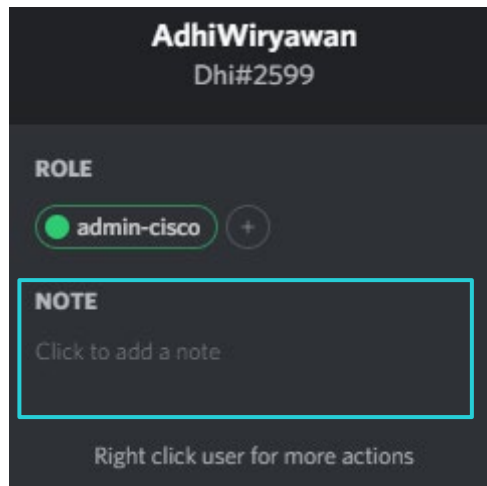 AdhiWiryawan
Dhi#2599
ROLE
admin-cisco +
NOTE
Click to add a note
Right click user for more actions